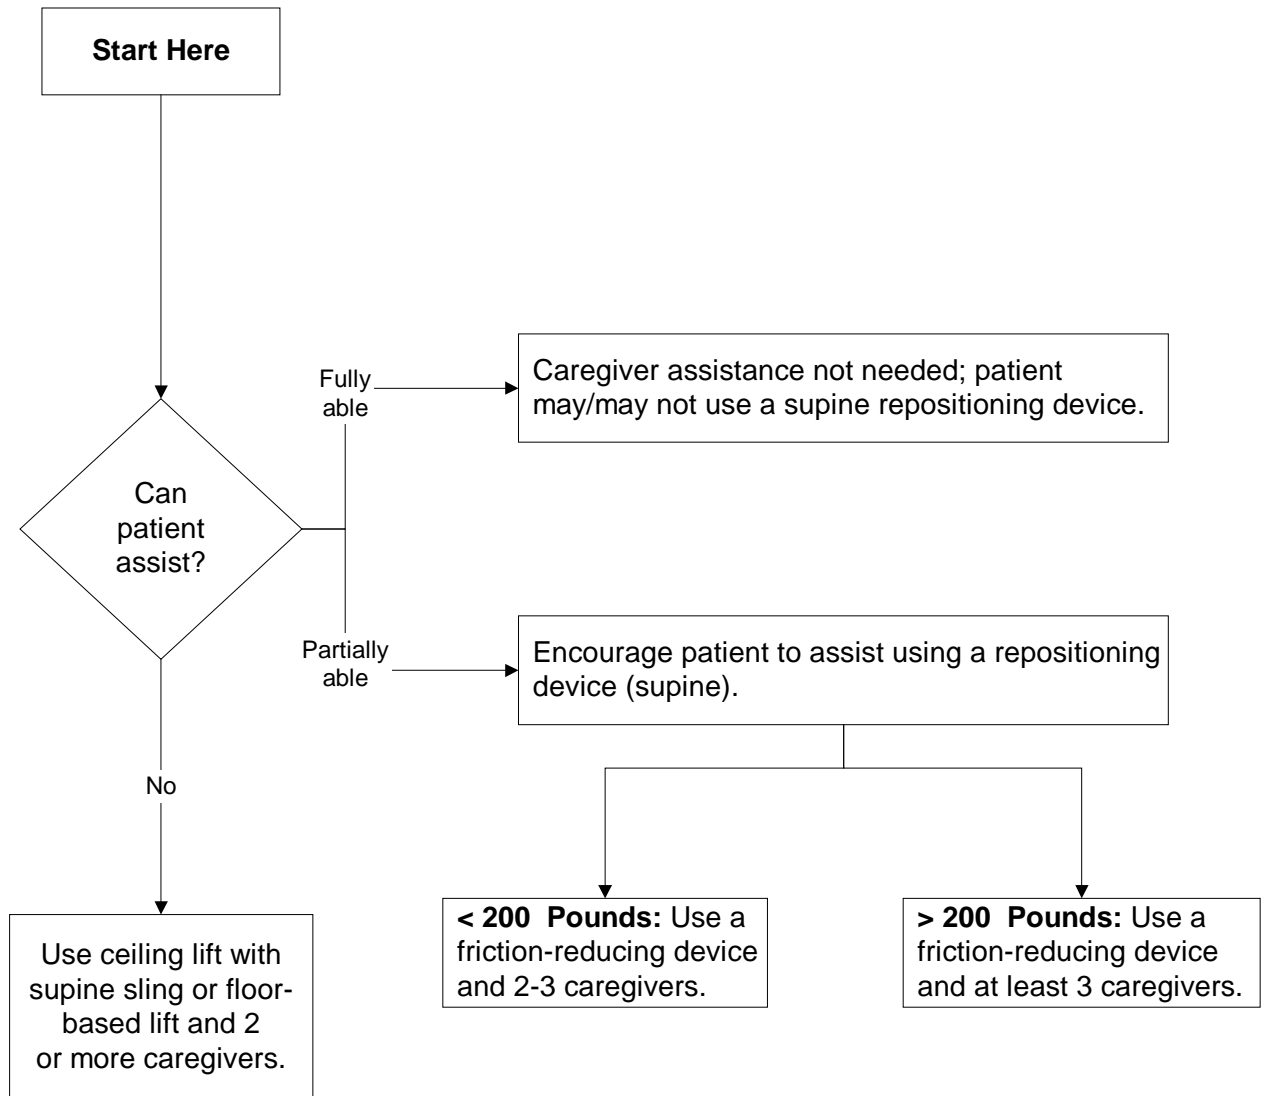 Start Here
Fully
able
Caregiver assistance not needed; patient
may/may not use a supine repositioning device.
Can
patient
assist?
Partially
able
Encourage patient to assist using a repositioning
device (supine).
No
< 200  Pounds: Use a
friction-reducing device
and 2-3 caregivers.
> 200  Pounds: Use a
friction-reducing device
and at least 3 caregivers.
Use ceiling lift with
supine sling or floor-
based lift and 2
or more caregivers.